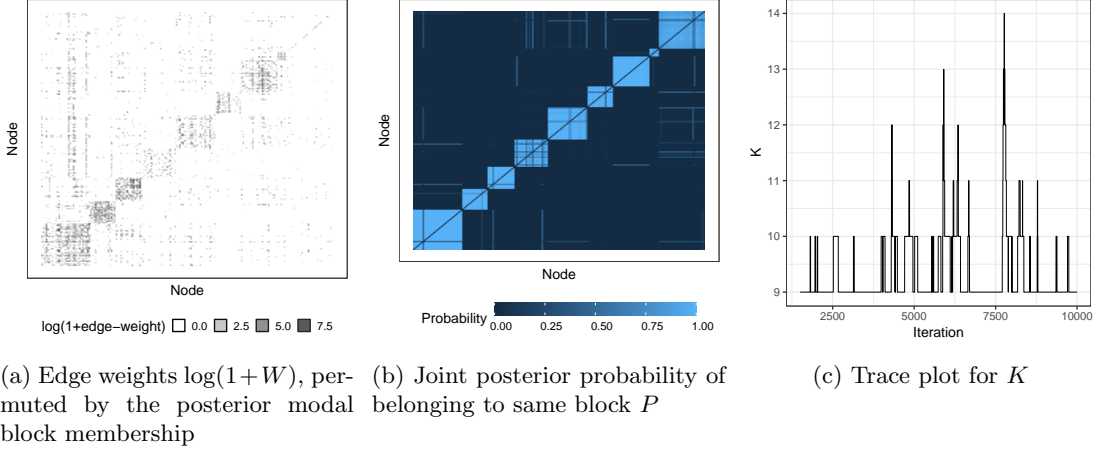 Node
Node
log(1+edge−weight) 0.0 2.5 5.0 7.5
(a) Edge weights log(1+W), per-
muted by the posterior modal
block membership
Node
Node
Probability
0.00 0.25 0.50 0.75 1.00
(b) Joint posterior probability of
belonging to same block P
14
13
12
11
10
9
K
2500 5000 7500 10000
Iteration
(c) Trace plot for K